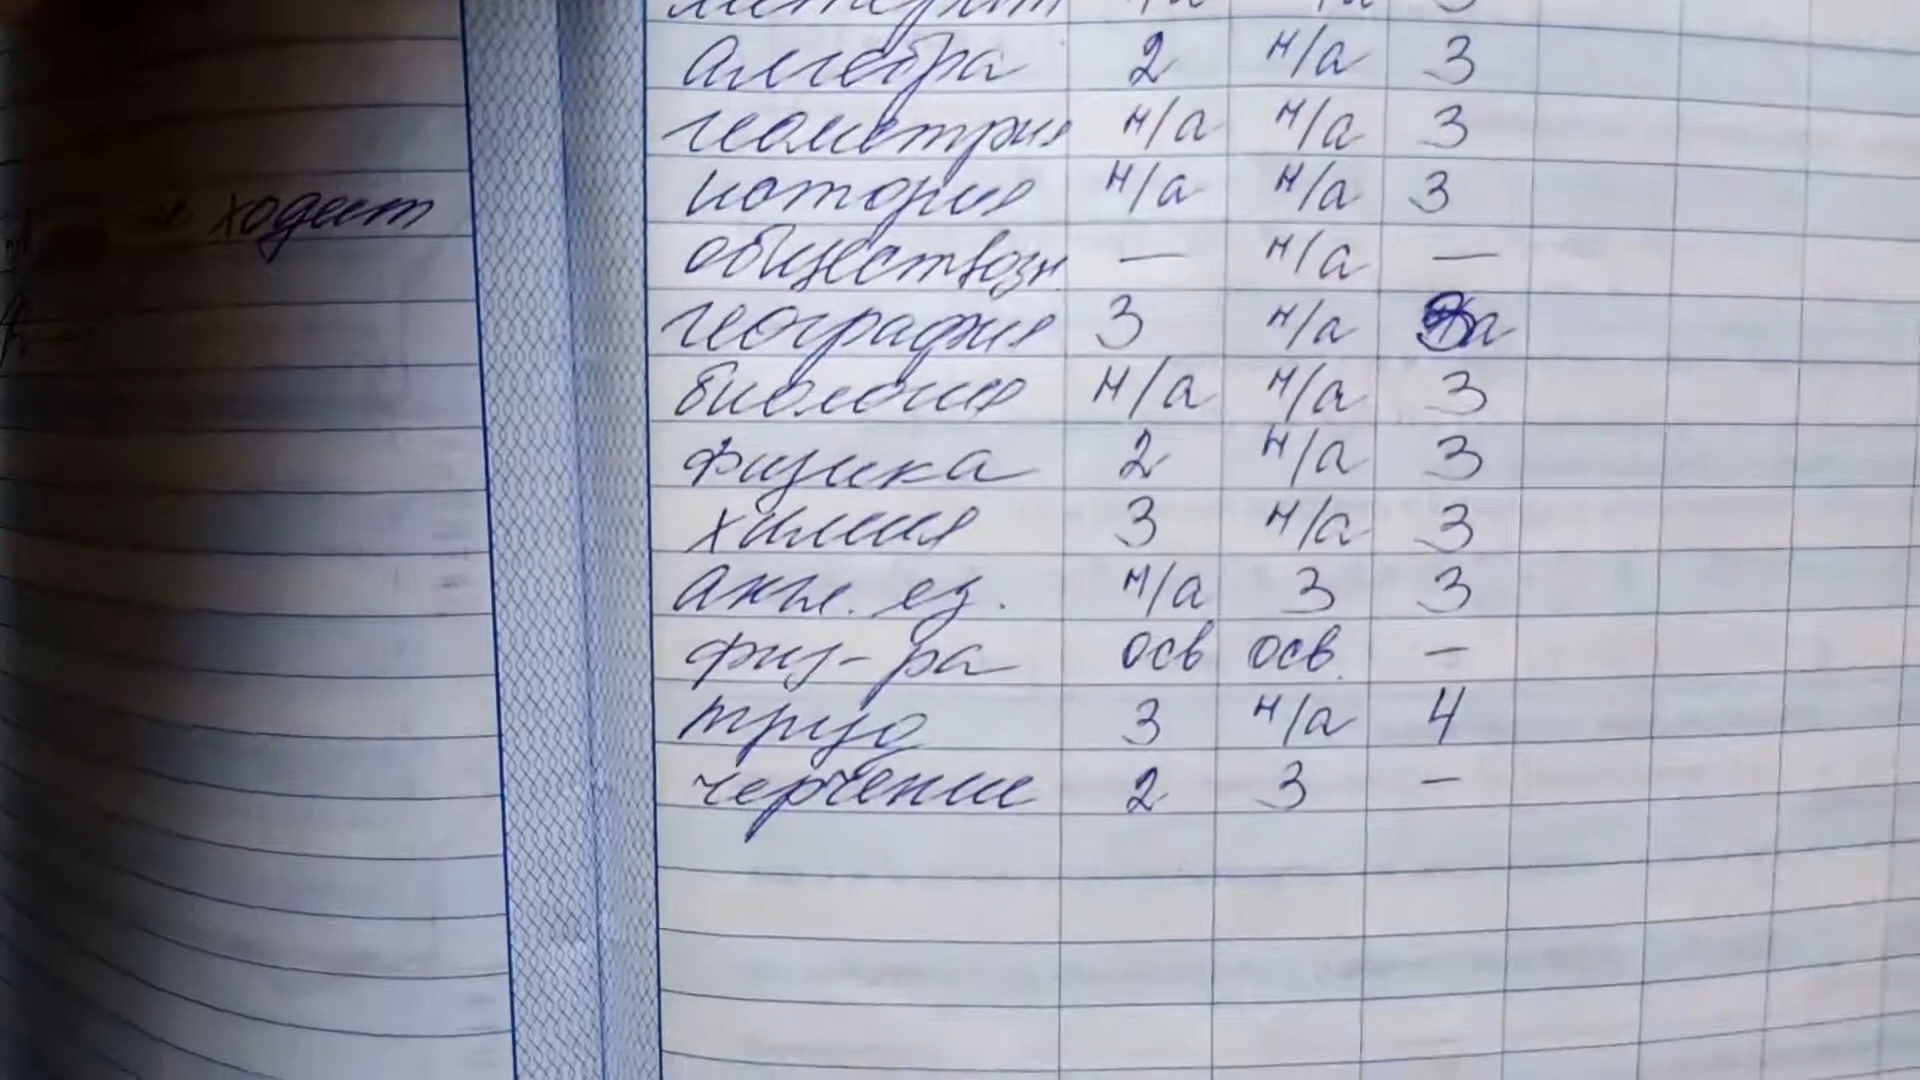 ходит
алгебра 2 н/а 3
геометрия н/а н/а 3
история н/а н/а 3
обществозн. — н/а —
география 3 н/а
биология н/а н/а 3
физика 2 н/а 3
химия 3 н/а 3
англ. яз. н/а 3 3
физ-ра осв осв. —
труд 3 н/а 4
черчение 2 3 —